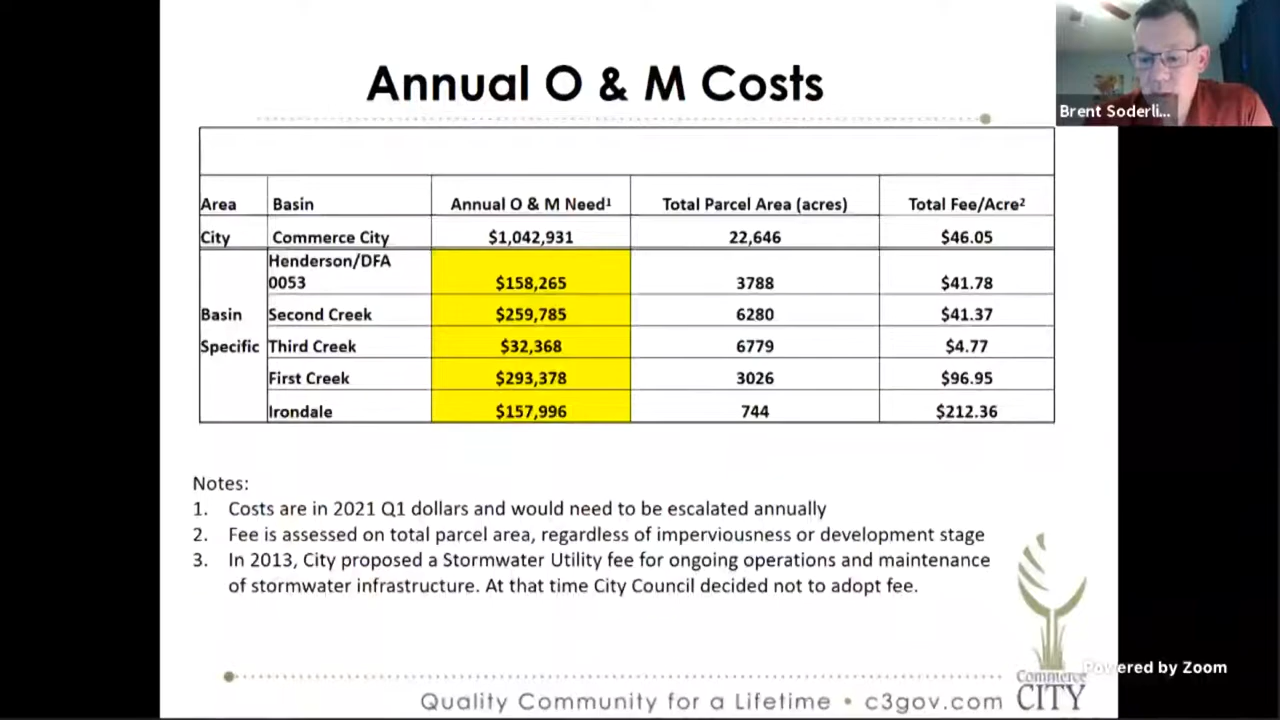 Annual O & M Costs
Brent Soderli...
Area Basin Annual O & M Need¹ Total Parcel Area (acres) Total Fee/Acre²
City Commerce City $1,042,931 22,646 $46.05
Henderson/DFA
0053 $158,265 3788 $41.78
Basin Second Creek $259,785 6280 $41.37
Specific Third Creek $32,368 6779 $4.77
First Creek $293,378 3026 $96.95
Irondale $157,996 744 $212.36
Notes:
1. Costs are in 2021 Q1 dollars and would need to be escalated annually
2. Fee is assessed on total parcel area, regardless of imperviousness or development stage
3. In 2013, City proposed a Stormwater Utility fee for ongoing operations and maintenance
of stormwater infrastructure. At that time City Council decided not to adopt fee.
Powered by Zoom
Commerce
CITY
Quality Community for a Lifetime • c3gov.com